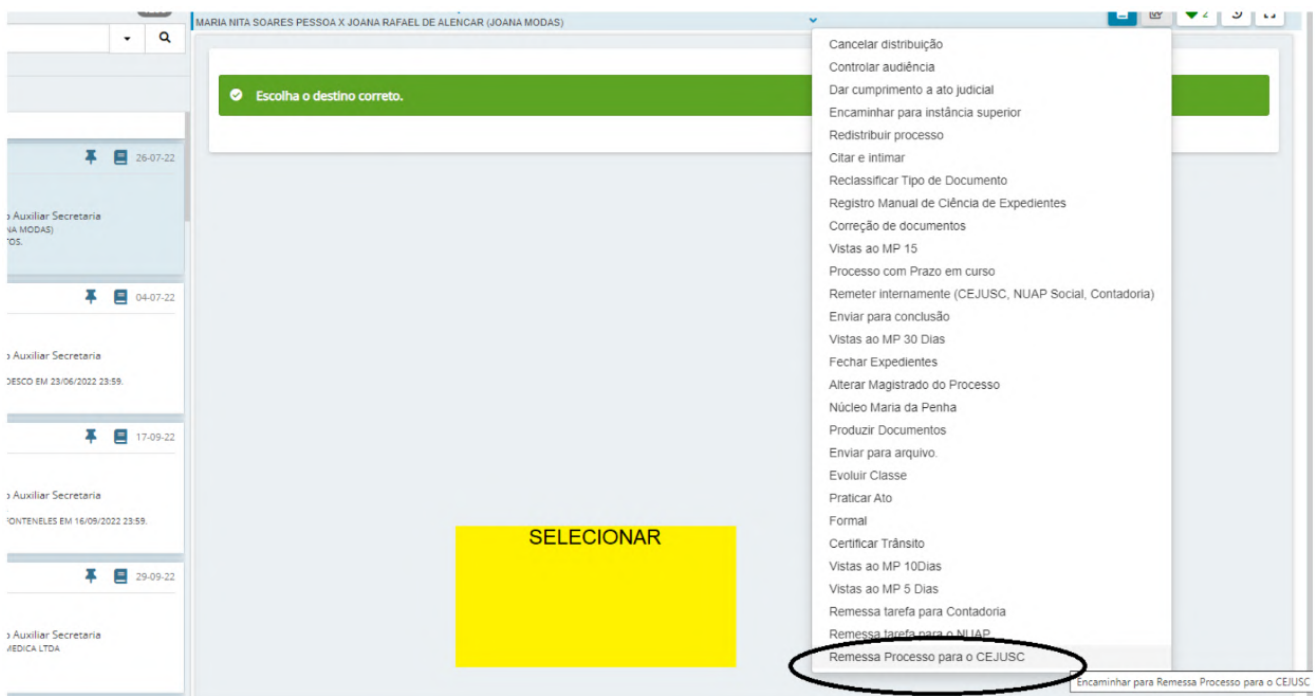 MARIA NITA SOARES PESSOA X JOANA RAFAEL DE ALENCAR (JOANA MODAS)
2
Escolha o destino correto.
26-07-22
Auxiliar Secretaria
MODAS)
04-07-22
Auxiliar Secretaria
EM 23/06/2022 23:59.
17-09-22
Auxiliar Secretaria
FONTENELES EM 16/09/2022 23:59.
29-09-22
Auxiliar Secretaria
MEDICA LTDA
SELECIONAR
Cancelar distribuição
Controlar audiência
Dar cumprimento a ato judicial
Encaminhar para instância superior
Redistribuir processo
Citar e intimar
Reclassificar Tipo de Documento
Registro Manual de Ciência de Expedientes
Correção de documentos
Vistas ao MP 15
Processo com Prazo em curso
Remeter internamente (CEJUSC, NUAP Social, Contadoria)
Enviar para conclusão
Vistas ao MP 30 Dias
Fechar Expedientes
Alterar Magistrado do Processo
Núcleo Maria da Penha
Produzir Documentos
Enviar para arquivo.
Evoluir Classe
Praticar Ato
Formal
Certificar Trânsito
Vistas ao MP 10Dias
Vistas ao MP 5 Dias
Remessa tarefa para Contadoria
Remessa tarefa para o NUAP
Remessa Processo para o CEJUSC
Encaminhar para Remessa Processo para o CEJUSC